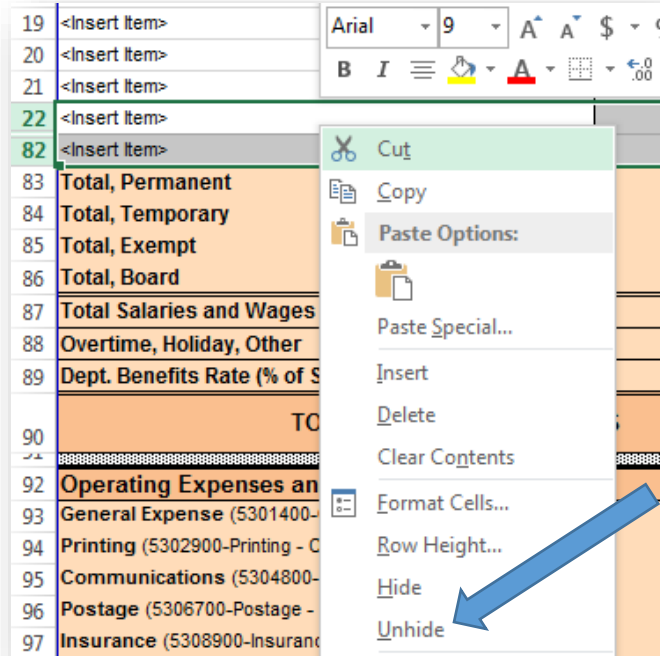 19 <Insert Item>
20 <Insert Item>
21 <Insert Item>
22 <Insert Item>
82 <Insert Item>
83 Total, Permanent
84 Total, Temporary
85 Total, Exempt
86 Total, Board
87 Total Salaries and Wages
88 Overtime, Holiday, Other
89 Dept. Benefits Rate (% of S
90 TO
91
92 Operating Expenses an
93 General Expense (5301400-
94 Printing (5302900-Printing -
95 Communications (5304800-
96 Postage (5306700-Postage -
97 Insurance (5308900-Insuran
Arial 9 A A $
B I A .00
Cut
Copy
Paste Options:
Paste Special...
Insert
Delete
Clear Contents
Format Cells...
Row Height...
Hide
Unhide